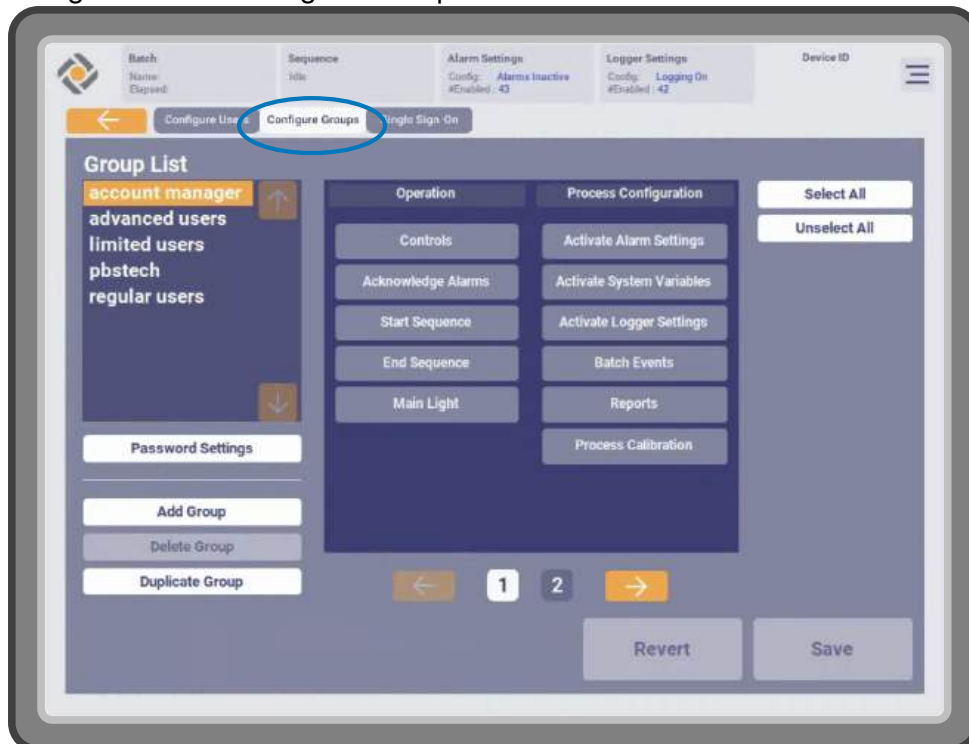 Batch
Name:
Elapsed:
Sequence
Idle
Alarm Settings
Config: Alarms Inactive
#Enabled : 43
Logger Settings
Config: Logging On
#Enabled : 42
Device ID
Configure Users
Configure Groups
Single Sign-On
Group List
account manager
advanced users
limited users
pbstech
regular users
Password Settings
Add Group
Delete Group
Duplicate Group
Operation
Controls
Acknowledge Alarms
Start Sequence
End Sequence
Main Light
Process Configuration
Activate Alarm Settings
Activate System Variables
Activate Logger Settings
Batch Events
Reports
Process Calibration
1
2
Select All
Unselect All
Revert
Save